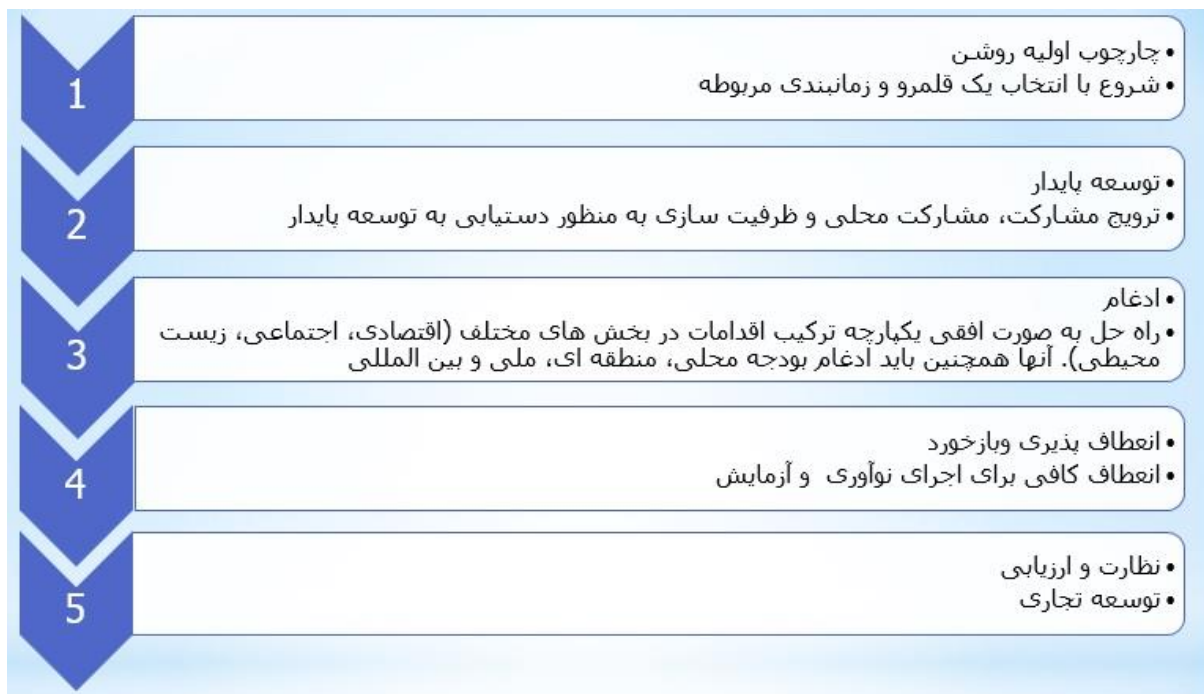 1
• چارچوب اولیه روشن
• شروع با انتخاب یک قلمرو و زمانبندی مربوطه
2
• توسعه پایدار
• ترویج مشارکت، مشارکت محلی و ظرفیت سازی به منظور دستیابی به توسعه پایدار
3
• ادغام
• راه حل به صورت افقی یکپارچه ترکیب اقدامات در بخش های مختلف (اقتصادی، اجتماعی، زیست
محیطی). آنها همچنین باید ادغام بودجه محلی، منطقه ای، ملی و بین المللی
4
• انعطاف پذیری وبازخورد
• انعطاف کافی برای اجرای نوآوری و آزمایش
5
• نظارت و ارزیابی
• توسعه تجاری